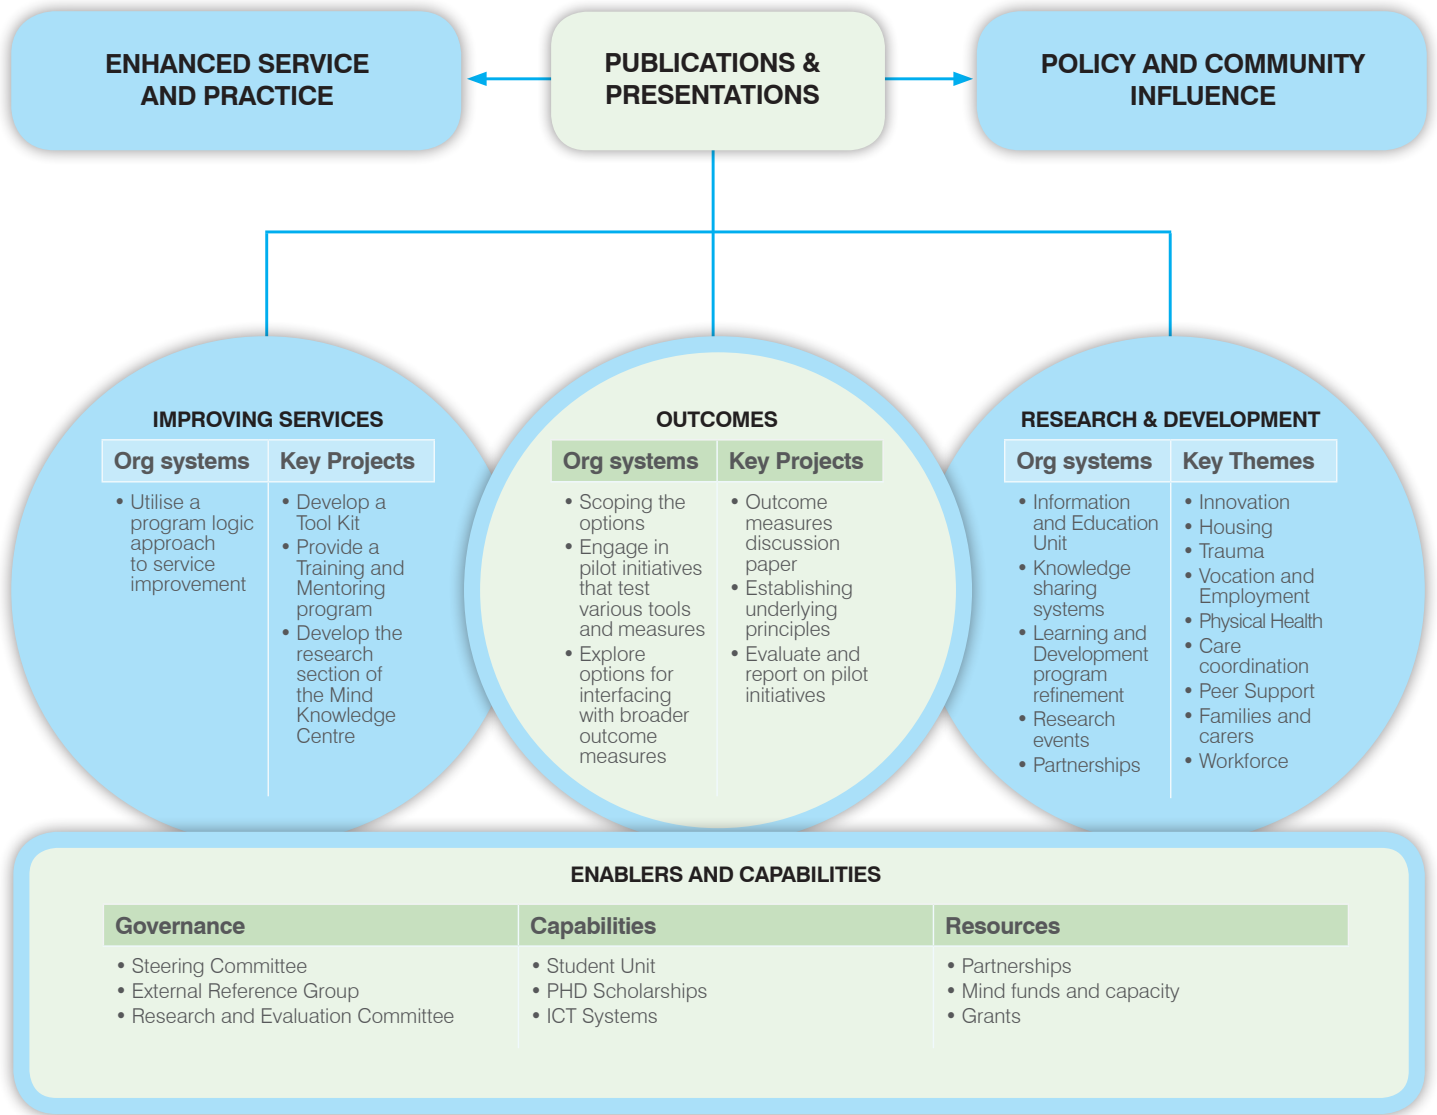 ENHANCED SERVICE
AND PRACTICE
PUBLICATIONS &
PRESENTATIONS
POLICY AND COMMUNITY
INFLUENCE
IMPROVING SERVICES
Org systems
• Utilise a
program logic
approach
to service
improvement
Key Projects
• Develop a
Tool Kit
• Provide a
Training and
Mentoring
program
• Develop the
research
section of
the Mind
Knowledge
Centre
OUTCOMES
Org systems
• Scoping the
options
• Engage in
pilot initiatives
that test
various tools
and measures
• Explore
options for
interfacing
with broader
outcome
measures
Key Projects
• Outcome
measures
discussion
paper
• Establishing
underlying
principles
• Evaluate and
report on pilot
initiatives
RESEARCH & DEVELOPMENT
Org systems
• Information
and Education
Unit
• Knowledge
sharing
systems
• Learning and
Development
program
refinement
• Research
events
• Partnerships
Key Themes
• Innovation
• Housing
• Trauma
• Vocation and
Employment
• Physical Health
• Care
coordination
• Peer Support
• Families and
carers
• Workforce
ENABLERS AND CAPABILITIES
Governance
• Steering Committee
• External Reference Group
• Research and Evaluation Committee
Capabilities
• Student Unit
• PHD Scholarships
• ICT Systems
Resources
• Partnerships
• Mind funds and capacity
• Grants